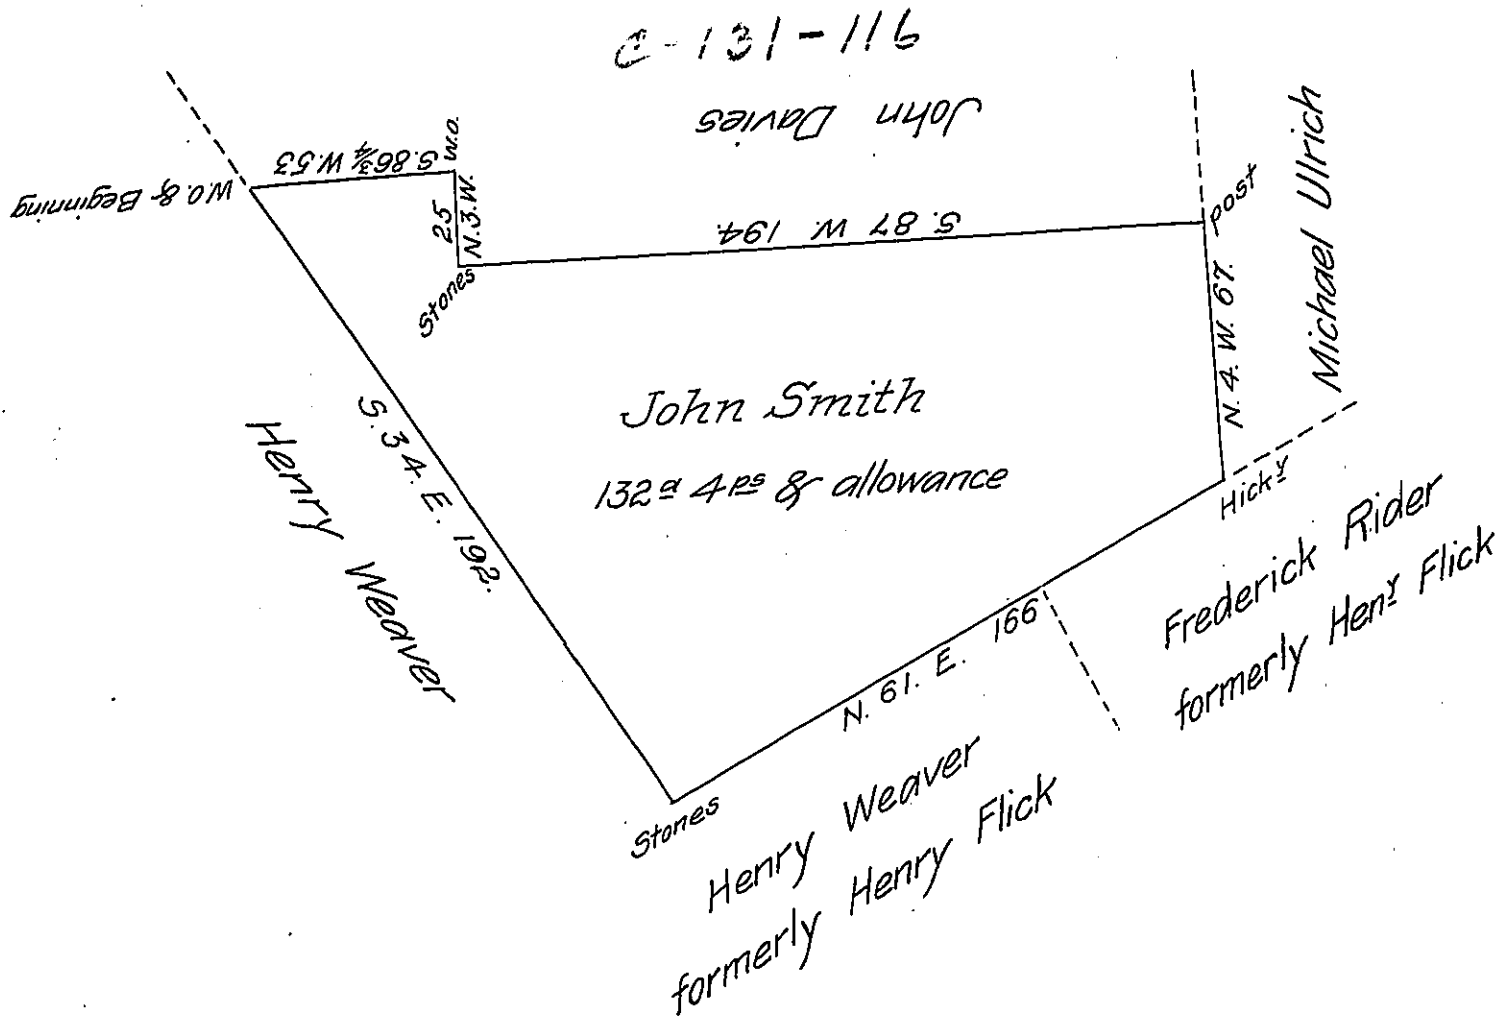 C-131-116
John Davies
W.O. & Beginning
S. 86¾ W. 53
W.O.
25
N. 3. W.
Stones
S. 87 W 194
post
Michael Ulrich
N. 4. W. 67.
John Smith
132ᵃ 4ᵖˢ & allowance
S. 34. E. 192.
Henry Weaver
Hickʸ
N. 61. E. 166
Stones
Frederick Rider
formerly Henʸ Flick
Henry Weaver
formerly Henry Flick